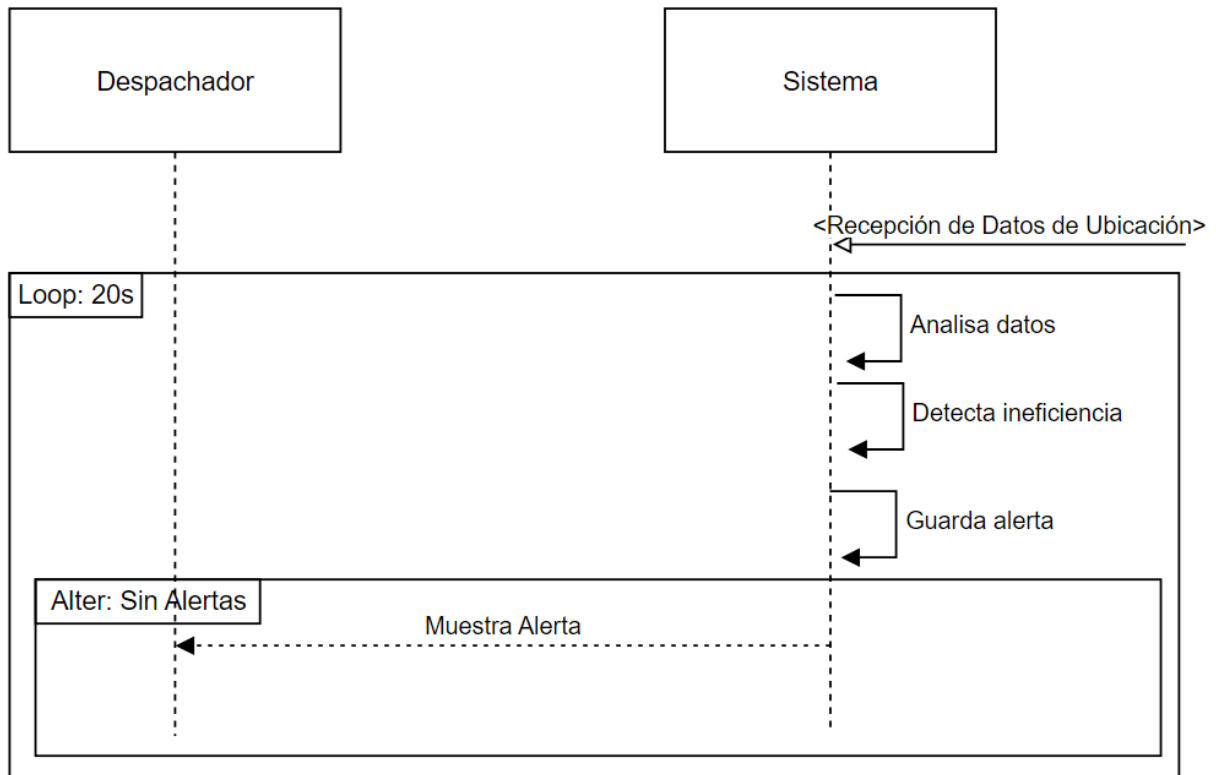 Despachador
Sistema
<Recepción de Datos de Ubicación>
Loop: 20s
Analisa datos
Detecta ineficiencia
Guarda alerta
Alter: Sin Alertas
Muestra Alerta